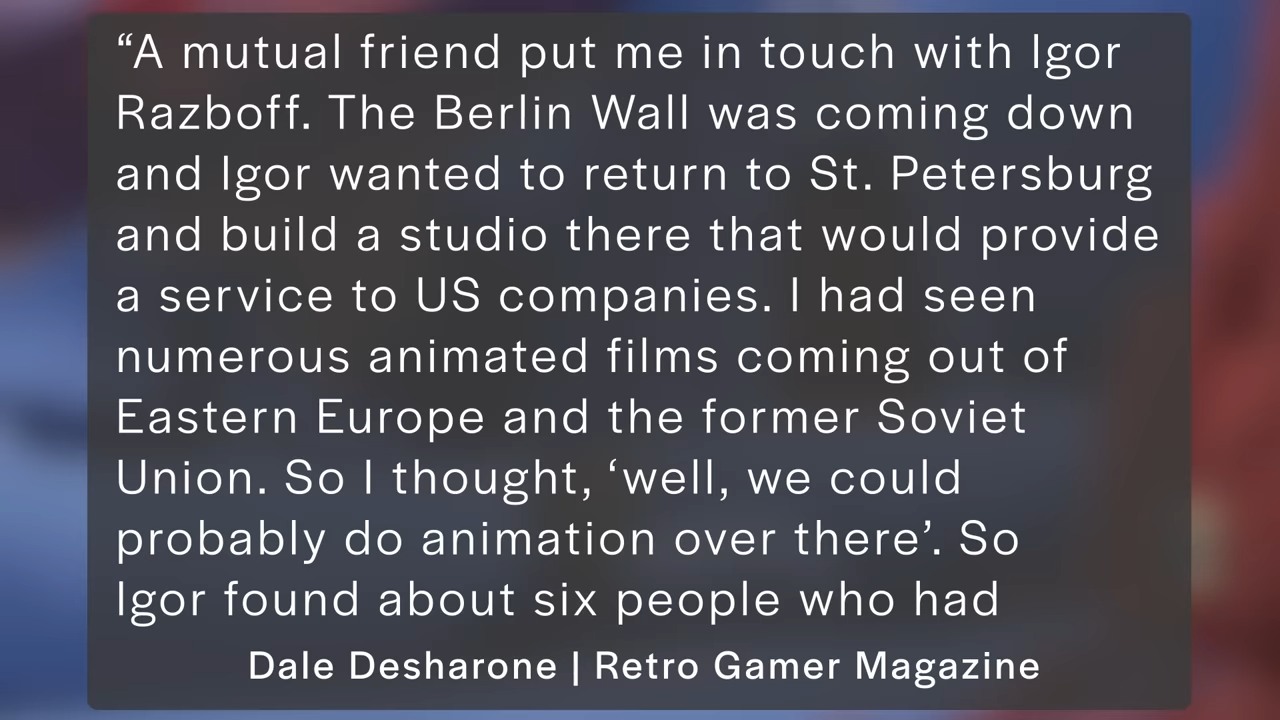 “A mutual friend put me in touch with Igor
Razboff. The Berlin Wall was coming down
and Igor wanted to return to St. Petersburg
and build a studio there that would provide
a service to US companies. I had seen
numerous animated films coming out of
Eastern Europe and the former Soviet
Union. So I thought, ‘well, we could
probably do animation over there’. So
Igor found about six people who had
Dale Desharone | Retro Gamer Magazine